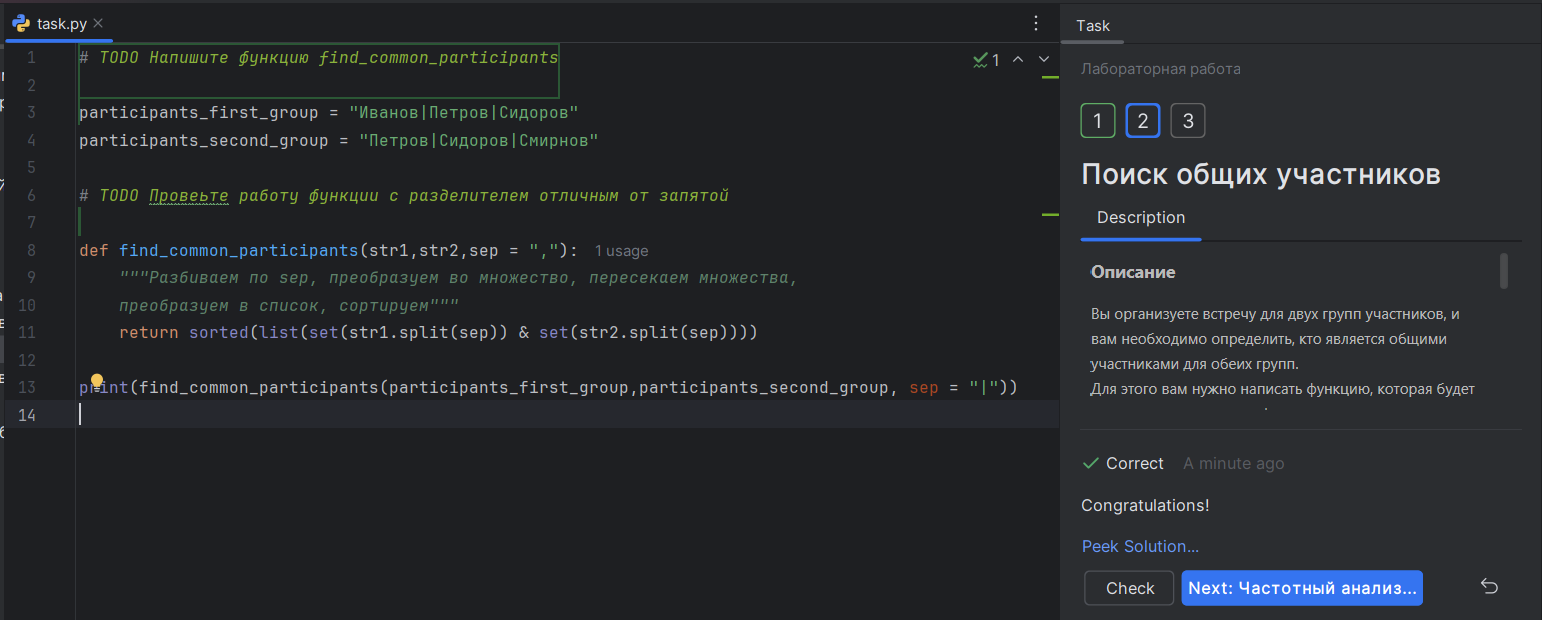 task.py
1 # TODO Напишите функцию find_common_participants
2
3 participants_first_group = "Иванов|Петров|Сидоров"
4 participants_second_group = "Петров|Сидоров|Смирнов"
5
6 # TODO Провеьте работу функции с разделителем отличным от запятой
7
8 def find_common_participants(str1,str2,sep = ","): 1 usage
9 """Разбиваем по sep, преобразуем во множество, пересекаем множества,
10 преобразуем в список, сортируем"""
11 return sorted(list(set(str1.split(sep)) & set(str2.split(sep))))
12
13 print(find_common_participants(participants_first_group,participants_second_group, sep = "|"))
14
1
Task
Лабораторная работа
1 2 3
Поиск общих участников
Description
Описание
Вы организуете встречу для двух групп участников, и
вам необходимо определить, кто является общими
участниками для обеих групп.
Для этого вам нужно написать функцию, которая будет
Correct A minute ago
Congratulations!
Peek Solution...
Check Next: Частотный анализ...